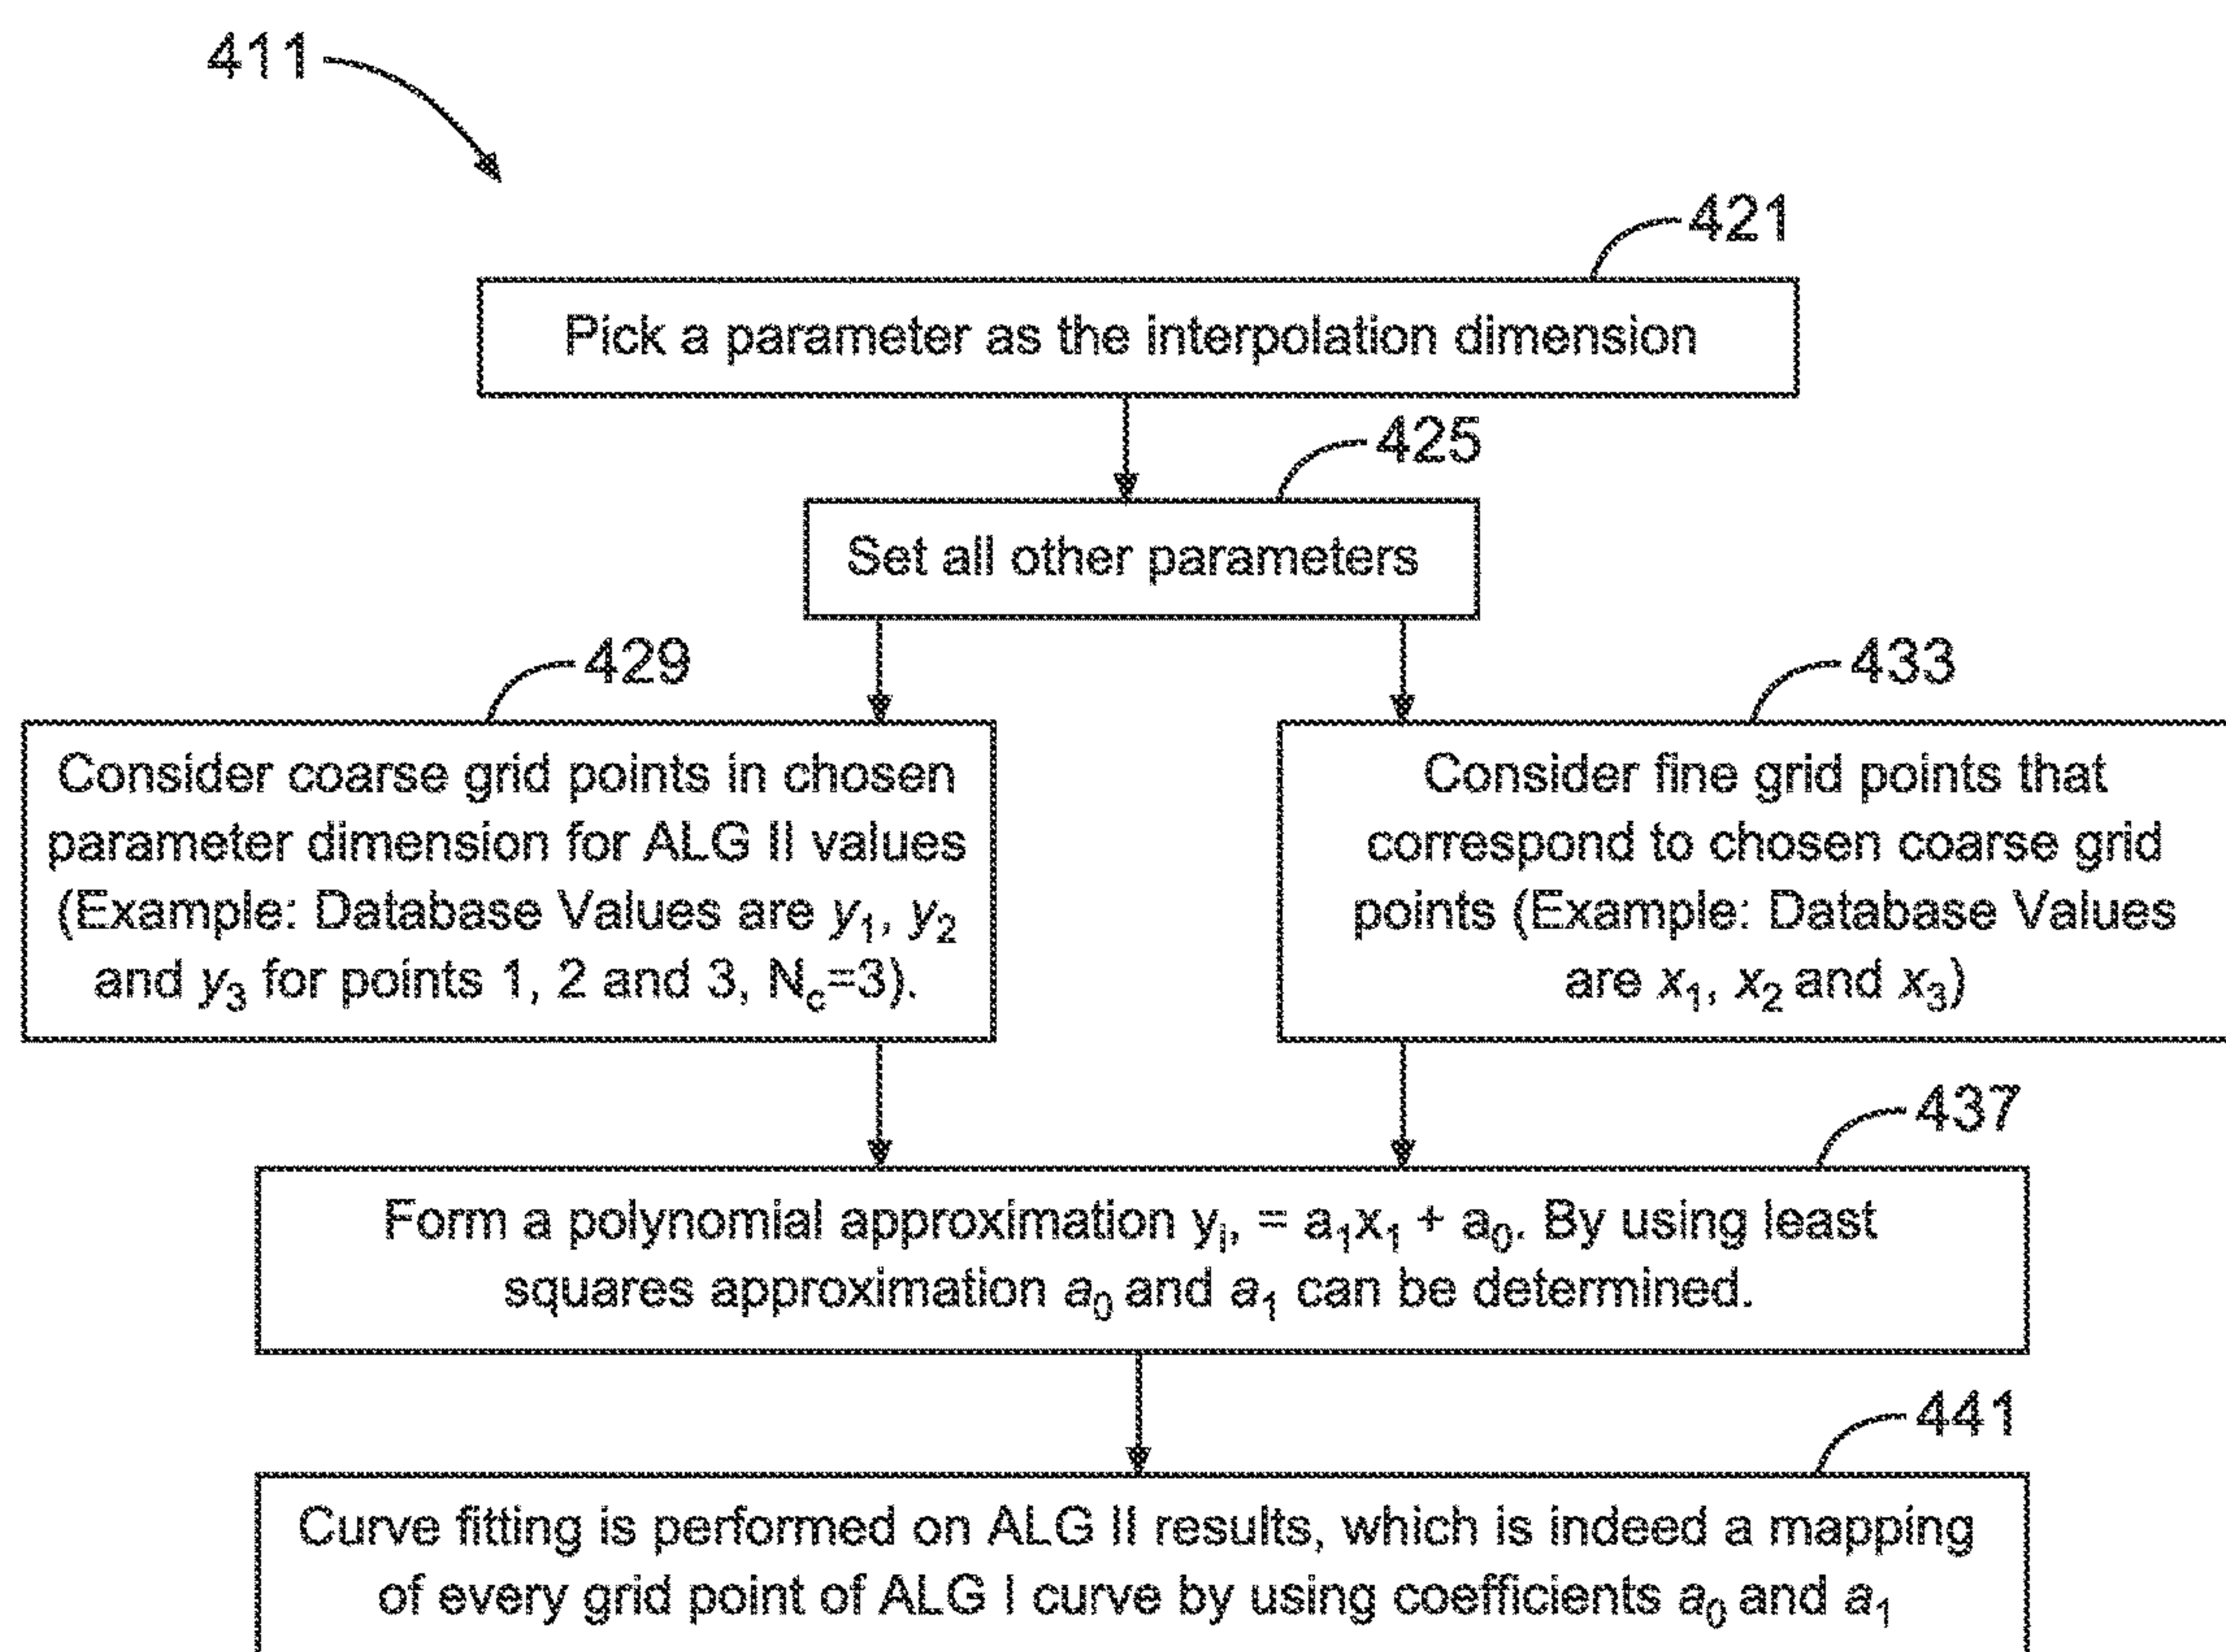 411
421
Pick a parameter as the interpolation dimension
425
Set all other parameters
429
Consider coarse grid points in chosen
parameter dimension for ALG II values
(Example: Database Values are y₁, y₂
and y₃ for points 1, 2 and 3, N_c=3).
433
Consider fine grid points that
correspond to chosen coarse grid
points (Example: Database Values
are x₁, x₂ and x₃)
437
Form a polynomial approximation yᵢ, = a₁x₁ + a₀. By using least
squares approximation a₀ and a₁ can be determined.
441
Curve fitting is performed on ALG II results, which is indeed a mapping
of every grid point of ALG I curve by using coefficients a₀ and a₁